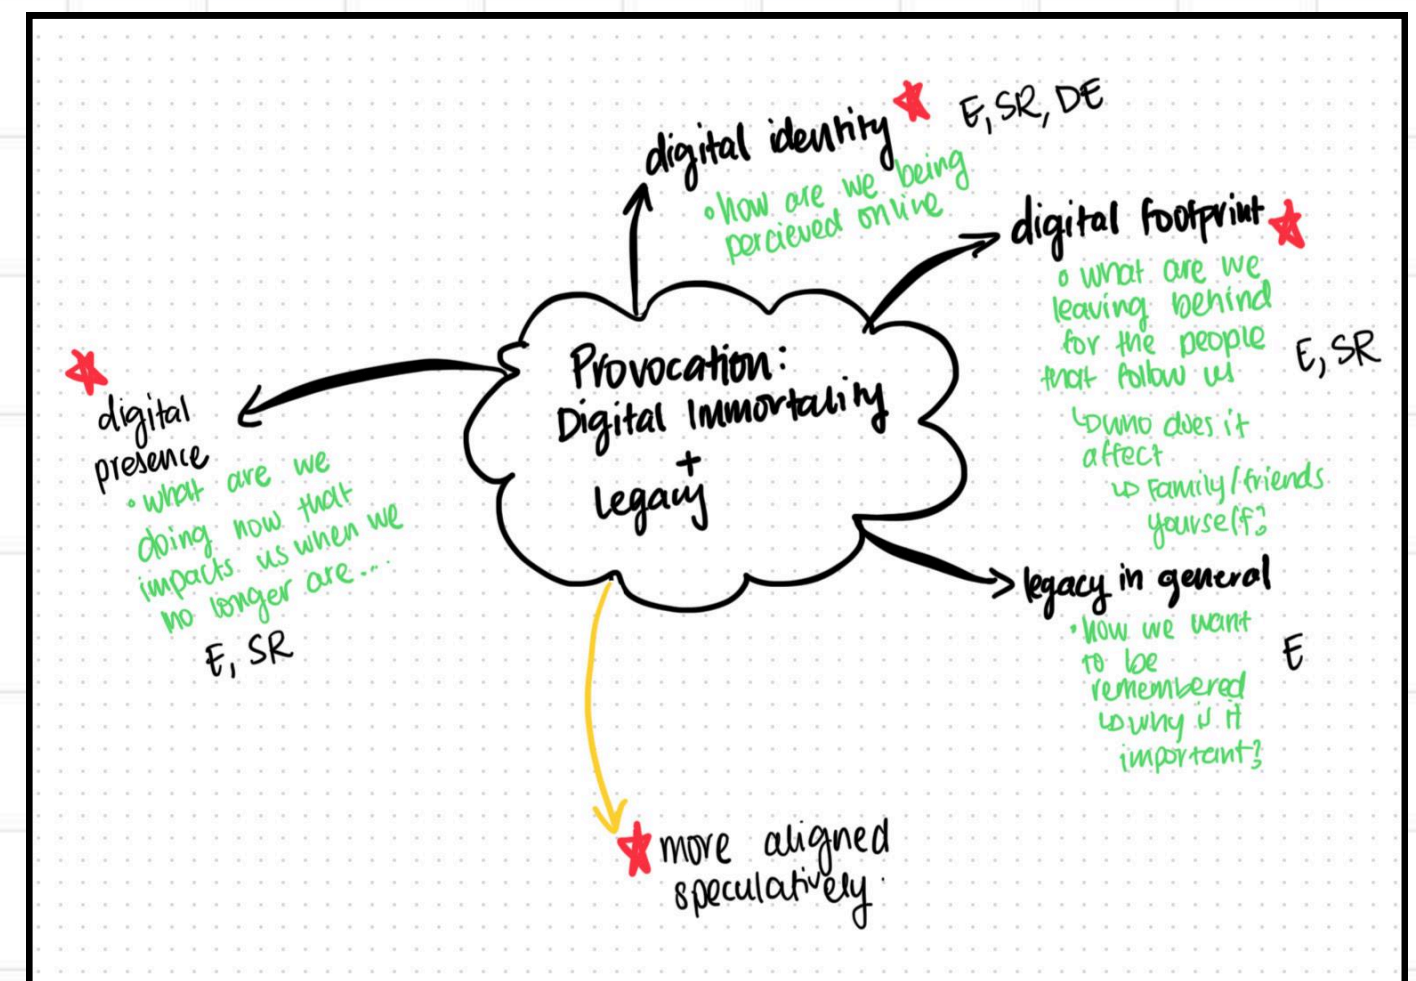 digital identity
E, SR, DE
• how are we being
percieved online
digital footprint
• what are we
leaving behind
for the people
that follow us
E, SR
↳ who does it
affect
↳ Family/friends
yourself?
Provocation:
Digital Immortality
+
legacy
digital
presence
• what are we
doing now that
impacts us when we
no longer are...
E, SR
legacy in general
• how we want
to be
remembered
↳ why is it
important?
E
more aligned
speculatively.